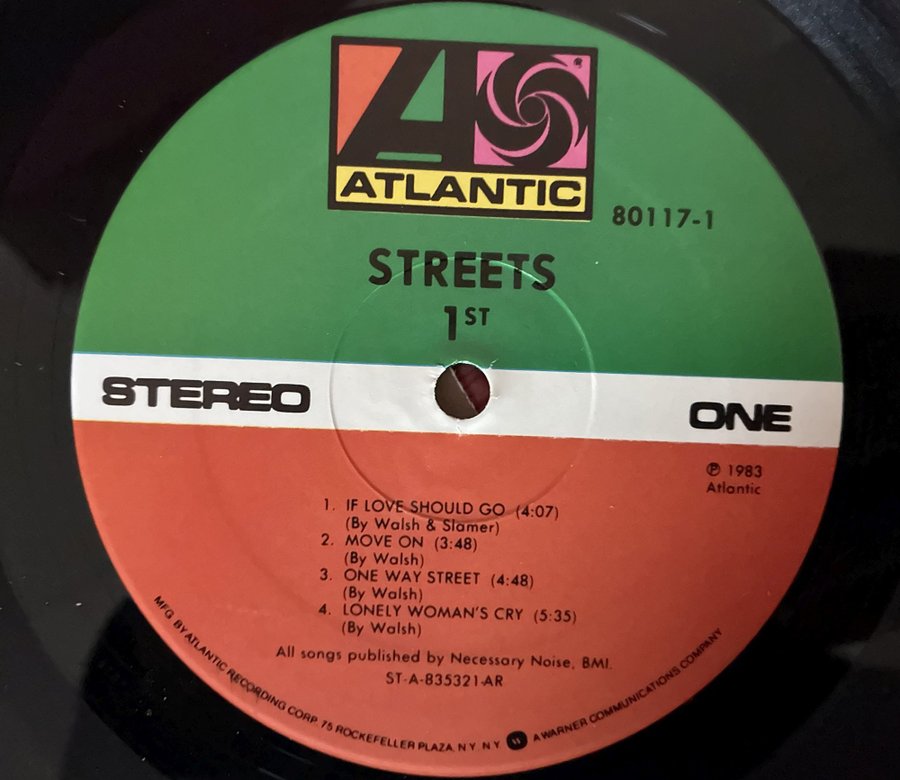 ATLANTIC
80117-1
STREETS
1ST
STEREO
ONE
℗ 1983
Atlantic
1. IF LOVE SHOULD GO (4:07)
(By Walsh & Slamer)
2. MOVE ON (3:48)
(By Walsh)
3. ONE WAY STREET (4:48)
(By Walsh)
4. LONELY WOMAN'S CRY (5:35)
(By Walsh)
All songs published by Necessary Noise, BMI.
ST-A-835321-AR
MFG BY ATLANTIC RECORDING CORP. 75 ROCKEFELLER PLAZA, N.Y. N.Y. A WARNER COMMUNICATIONS COMPANY